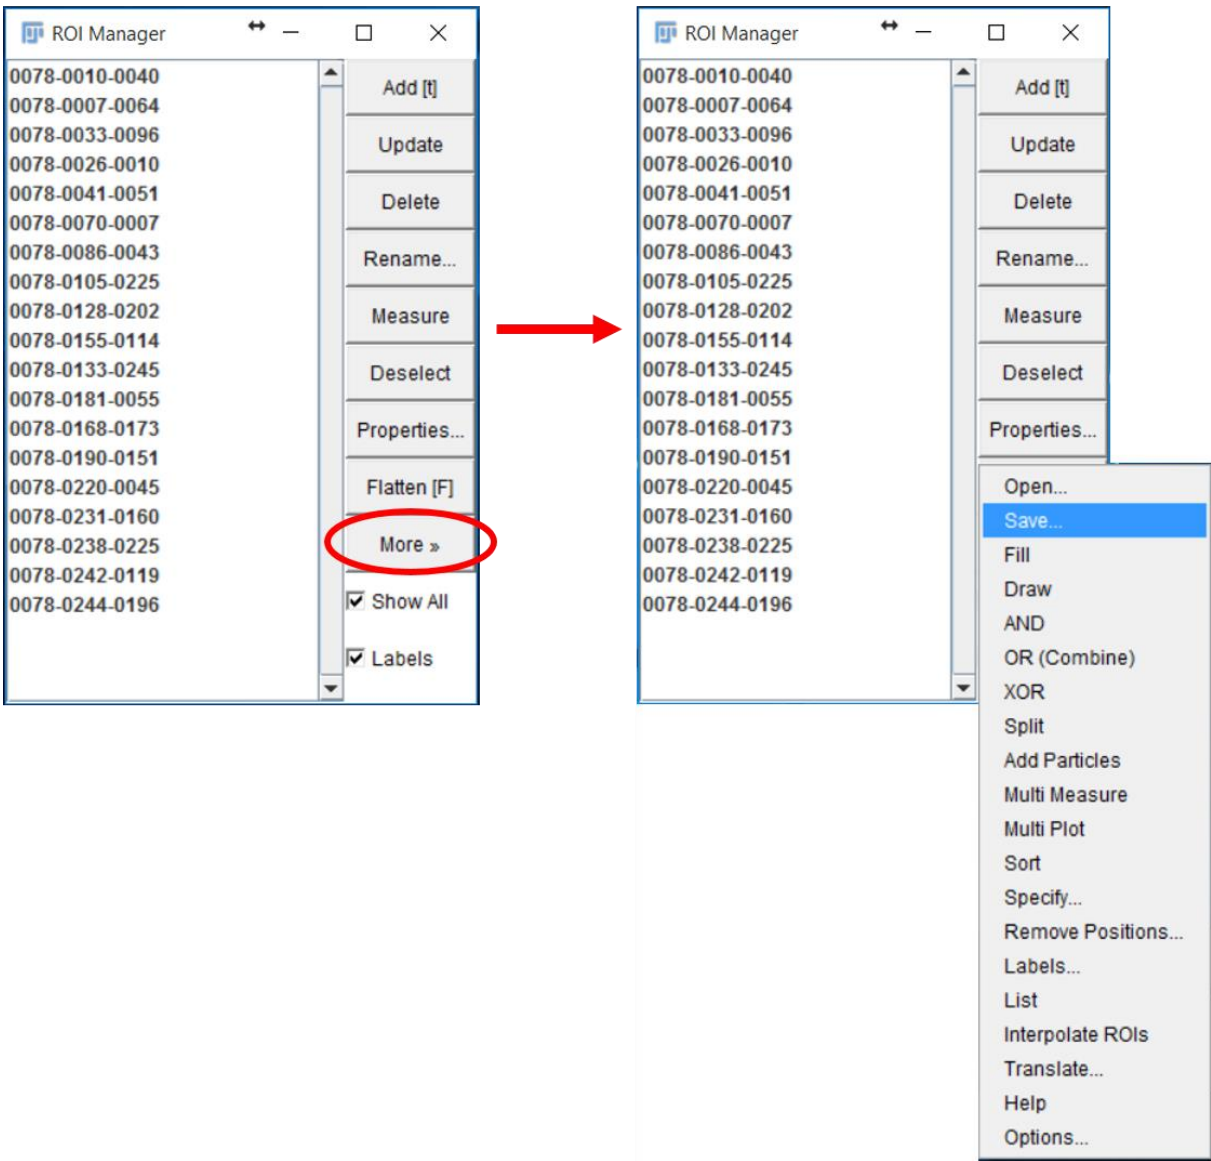 ROI Manager
0078-0010-0040
0078-0007-0064
0078-0033-0096
0078-0026-0010
0078-0041-0051
0078-0070-0007
0078-0086-0043
0078-0105-0225
0078-0128-0202
0078-0155-0114
0078-0133-0245
0078-0181-0055
0078-0168-0173
0078-0190-0151
0078-0220-0045
0078-0231-0160
0078-0238-0225
0078-0242-0119
0078-0244-0196
Add [t]
Update
Delete
Rename...
Measure
Deselect
Properties...
Flatten [F]
More »
Show All
Labels
ROI Manager
0078-0010-0040
0078-0007-0064
0078-0033-0096
0078-0026-0010
0078-0041-0051
0078-0070-0007
0078-0086-0043
0078-0105-0225
0078-0128-0202
0078-0155-0114
0078-0133-0245
0078-0181-0055
0078-0168-0173
0078-0190-0151
0078-0220-0045
0078-0231-0160
0078-0238-0225
0078-0242-0119
0078-0244-0196
Add [t]
Update
Delete
Rename...
Measure
Deselect
Properties...
Open...
Save...
Fill
Draw
AND
OR (Combine)
XOR
Split
Add Particles
Multi Measure
Multi Plot
Sort
Specify...
Remove Positions...
Labels...
List
Interpolate ROIs
Translate...
Help
Options...